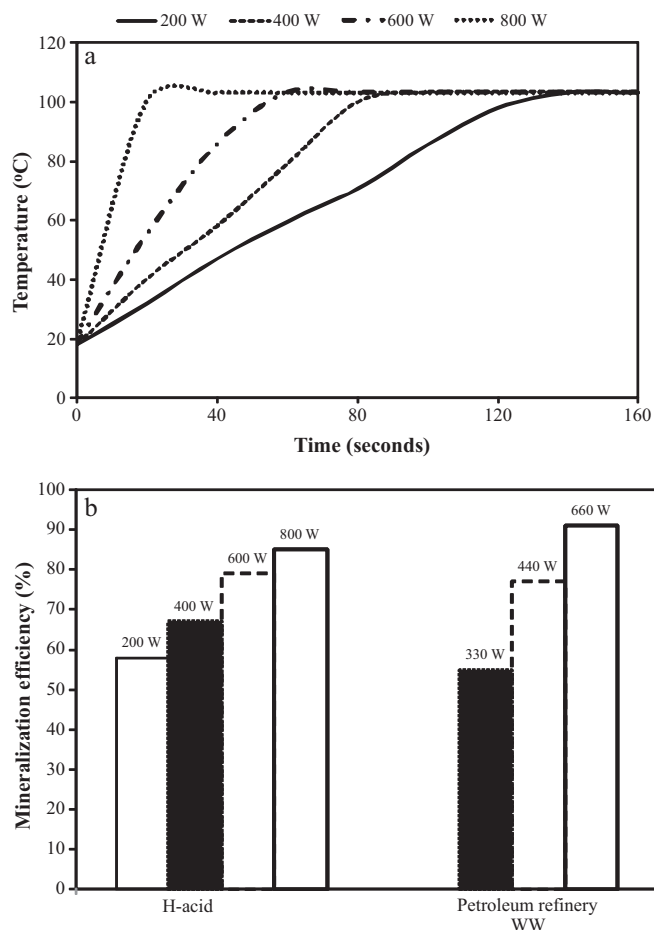 200 W 400 W 600 W 800 W
a
120
100
80
60
40
20
0
Temperature (ºC)
0 40 80 120 160
Time (seconds)
b
100
90
80
70
60
50
40
30
20
10
0
Mineralization efficiency (%)
200 W
400 W
600 W
800 W
330 W
440 W
660 W
H-acid
Petroleum refinery
WW